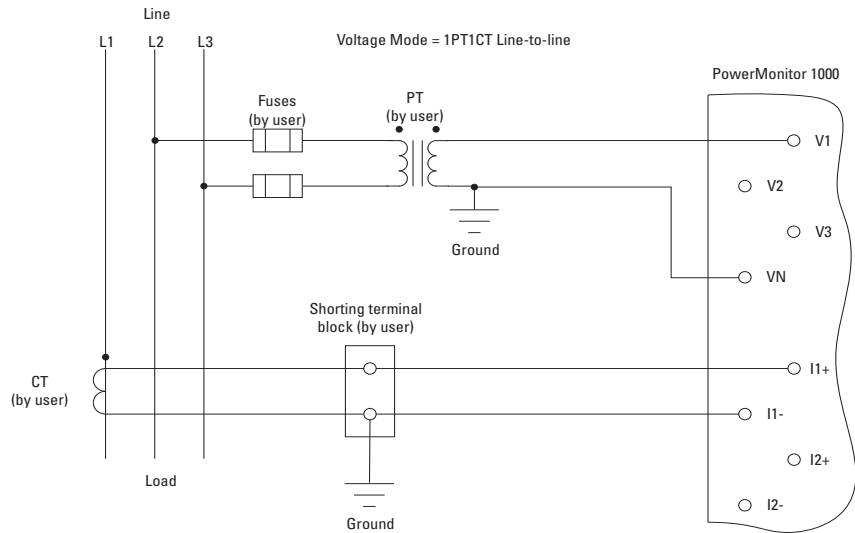 Line
L1
L2
L3
Voltage Mode = 1PT1CT Line-to-line
PowerMonitor 1000
Fuses
(by user)
PT
(by user)
V1
V2
V3
Ground
VN
Shorting terminal
block (by user)
CT
(by user)
I1+
I1-
I2+
Load
I2-
Ground